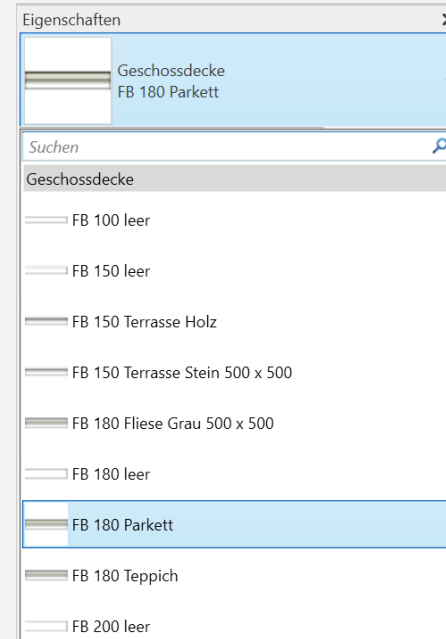 Eigenschaften
Geschossdecke
FB 180 Parkett
Suchen
Geschossdecke
FB 100 leer
FB 150 leer
FB 150 Terrasse Holz
FB 150 Terrasse Stein 500 x 500
FB 180 Fliese Grau 500 x 500
FB 180 leer
FB 180 Parkett
FB 180 Teppich
FB 200 leer